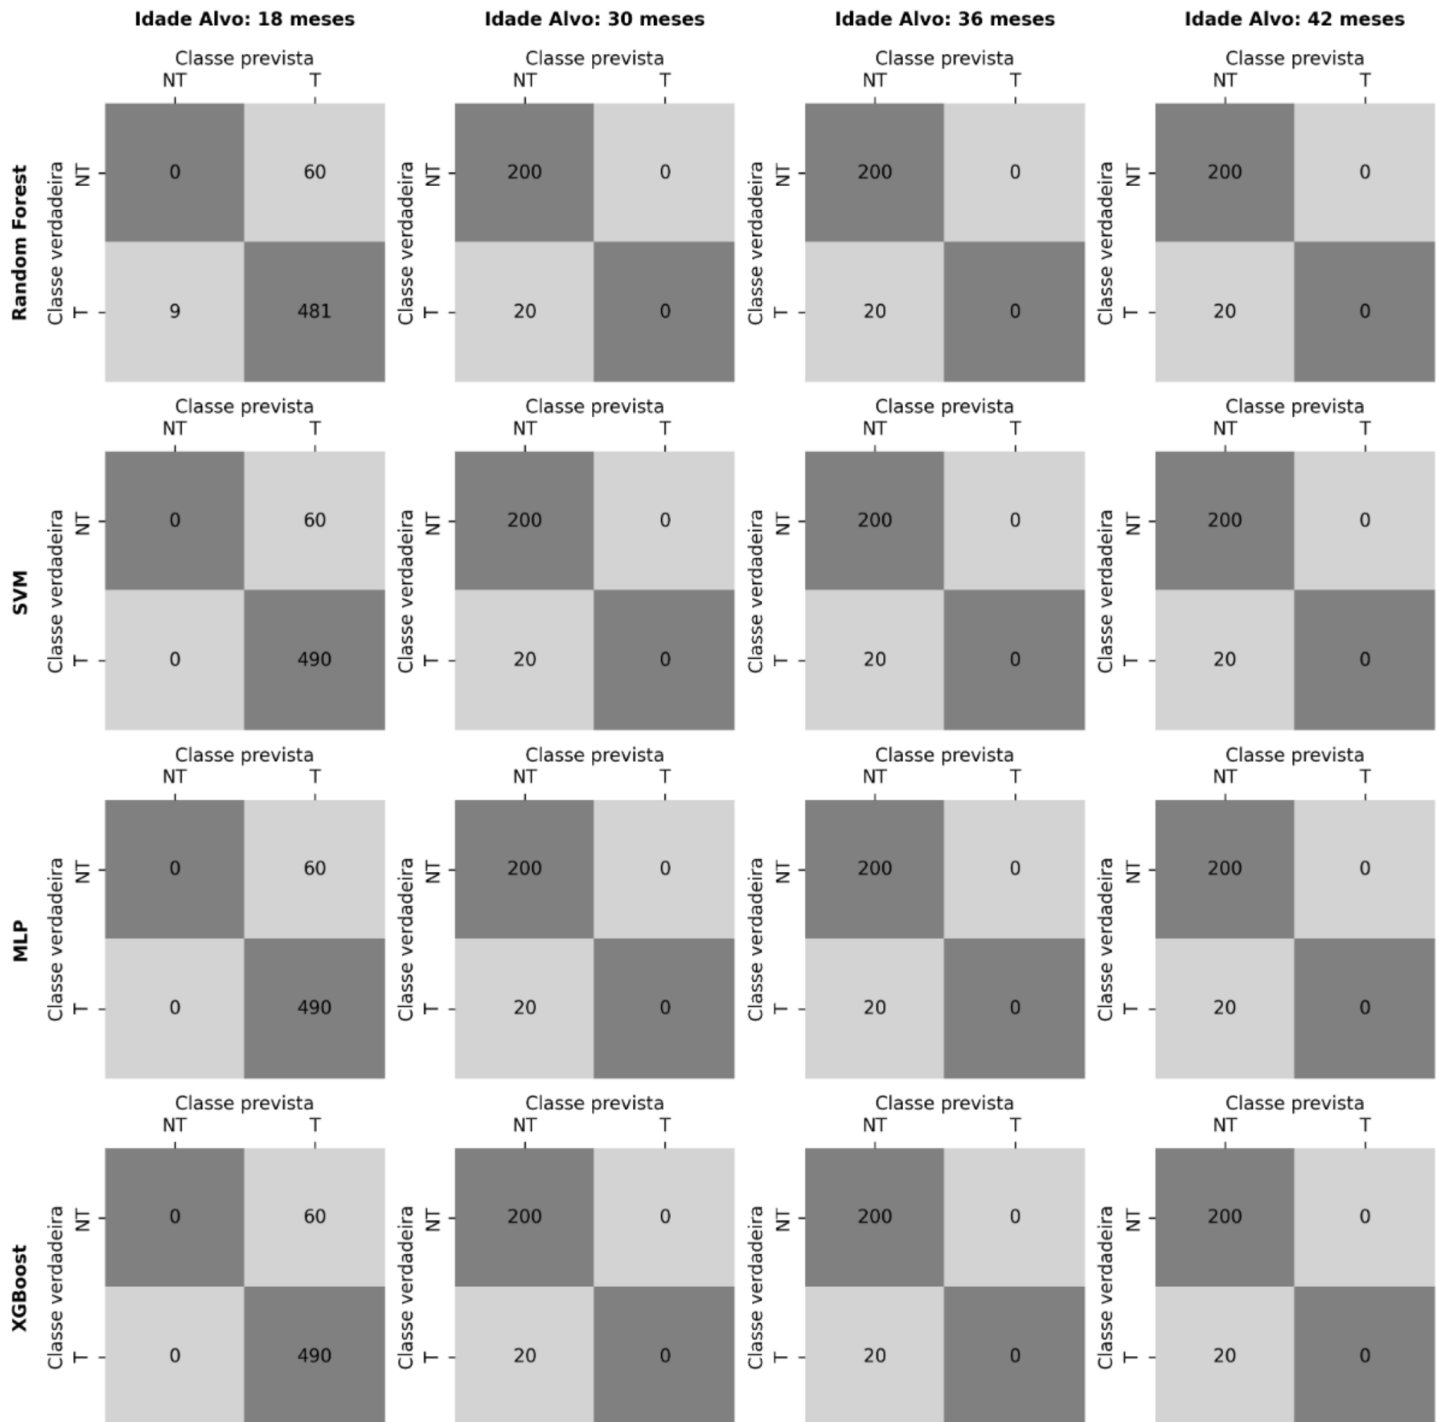 Idade Alvo: 18 meses Idade Alvo: 30 meses Idade Alvo: 36 meses Idade Alvo: 42 meses
Classe prevista Classe prevista Classe prevista Classe prevista
NT T NT T NT T NT T
Random Forest
Classe verdadeira Classe verdadeira Classe verdadeira Classe verdadeira
NT 0 60 NT 200 0 NT 200 0 NT 200 0
T 9 481 T 20 0 T 20 0 T 20 0
Classe prevista Classe prevista Classe prevista Classe prevista
NT T NT T NT T NT T
SVM
Classe verdadeira Classe verdadeira Classe verdadeira Classe verdadeira
NT 0 60 NT 200 0 NT 200 0 NT 200 0
T 0 490 T 20 0 T 20 0 T 20 0
Classe prevista Classe prevista Classe prevista Classe prevista
NT T NT T NT T NT T
MLP
Classe verdadeira Classe verdadeira Classe verdadeira Classe verdadeira
NT 0 60 NT 200 0 NT 200 0 NT 200 0
T 0 490 T 20 0 T 20 0 T 20 0
Classe prevista Classe prevista Classe prevista Classe prevista
NT T NT T NT T NT T
XGBoost
Classe verdadeira Classe verdadeira Classe verdadeira Classe verdadeira
NT 0 60 NT 200 0 NT 200 0 NT 200 0
T 0 490 T 20 0 T 20 0 T 20 0